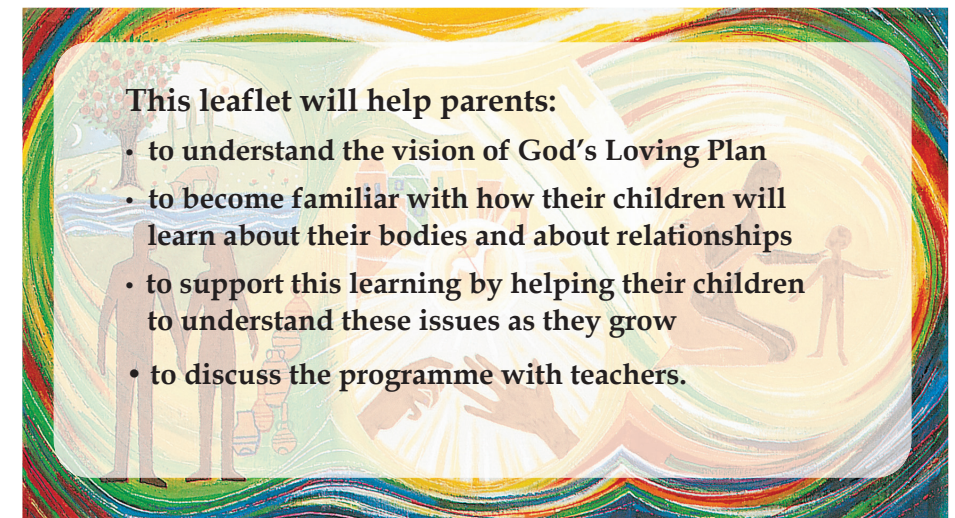 This leaflet will help parents:
• to understand the vision of God's Loving Plan
• to become familiar with how their children will
learn about their bodies and about relationships
• to support this learning by helping their children
to understand these issues as they grow
• to discuss the programme with teachers.